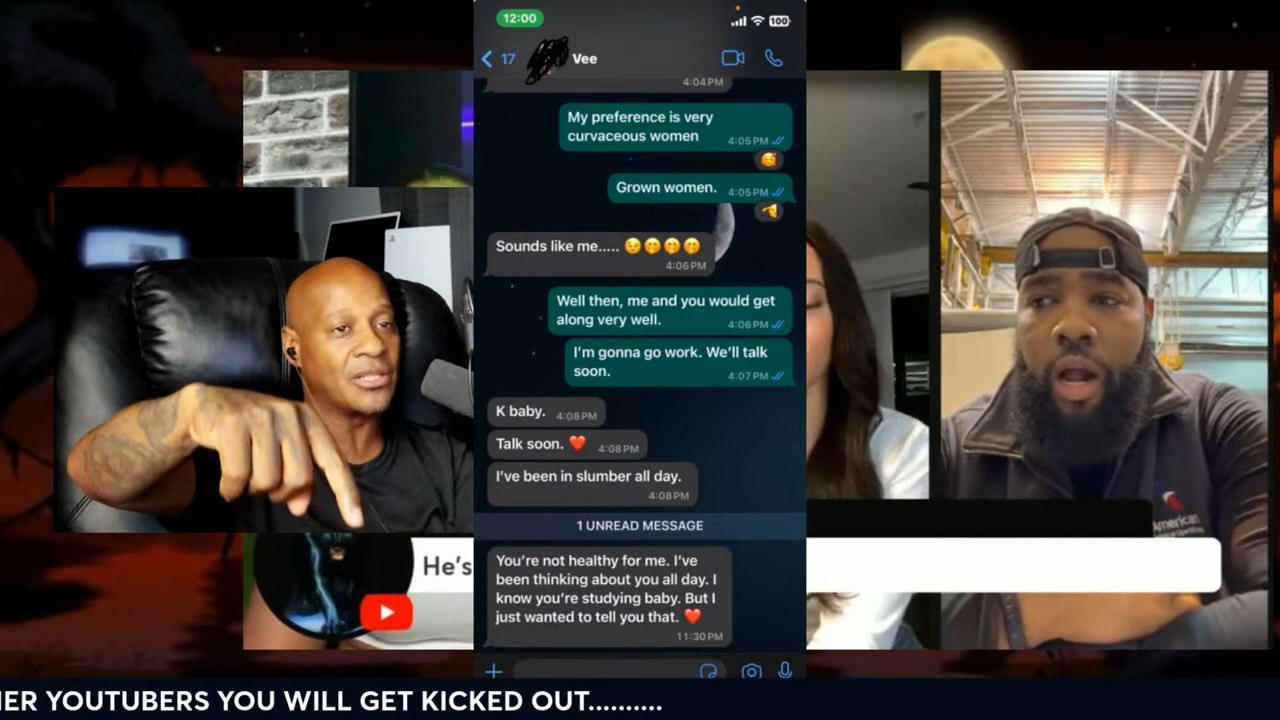 12:00
100
17
Vee
4:04 PM
My preference is very
curvaceous women
4:05 PM
Grown women.
4:05 PM
Sounds like me.....😉🤭🤭🤭
4:06 PM
Well then, me and you would get
along very well.
4:06 PM
I'm gonna go work. We'll talk
soon.
4:07 PM
K baby.
4:08 PM
Talk soon. ❤️
4:08 PM
I've been in slumber all day.
4:08 PM
1 UNREAD MESSAGE
You're not healthy for me. I've
been thinking about you all day. I
know you're studying baby. But I
just wanted to tell you that. ❤️
11:30 PM
He's
American
HER YOUTUBERS YOU WILL GET KICKED OUT..........